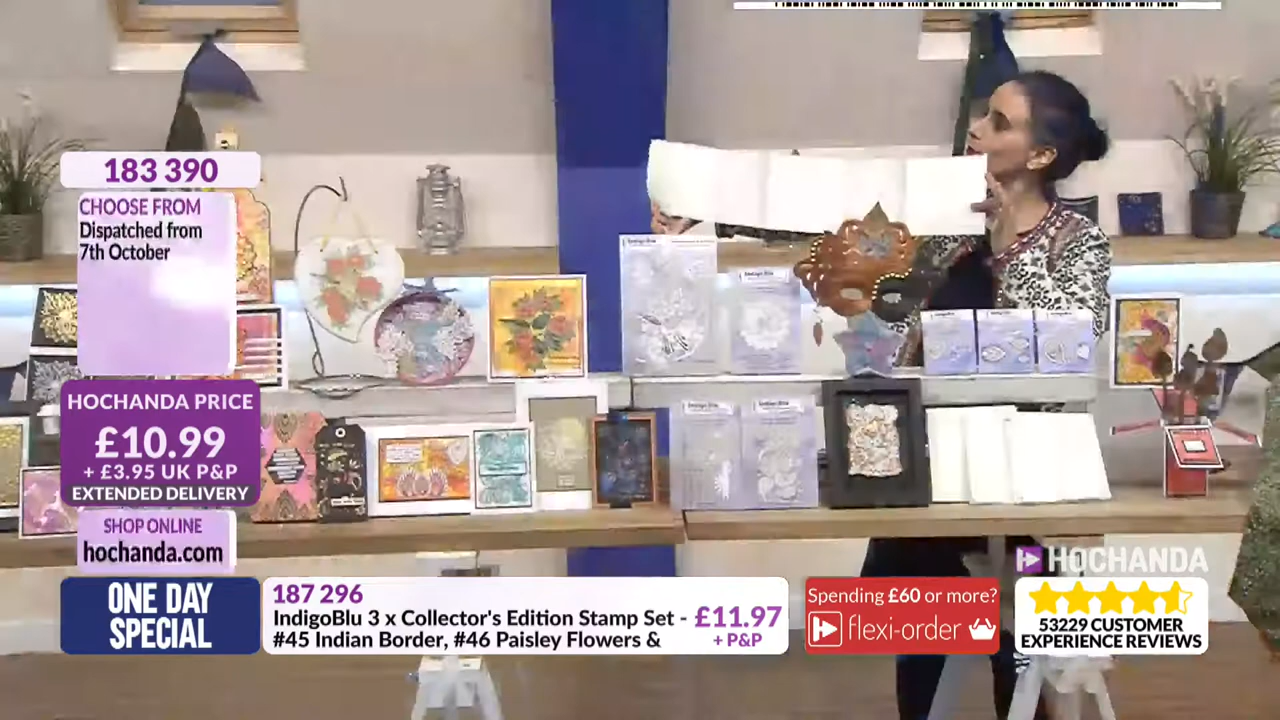 183 390
CHOOSE FROM
Dispatched from
7th October
HOCHANDA PRICE
£10.99
+ £3.95 UK P&P
EXTENDED DELIVERY
SHOP ONLINE
hochanda.com
ONE DAY
SPECIAL
187 296
IndigoBlu 3 x Collector's Edition Stamp Set - £11.97
#45 Indian Border, #46 Paisley Flowers & + P&P
Spending £60 or more?
flexi-order
HOCHANDA
53229 CUSTOMER
EXPERIENCE REVIEWS